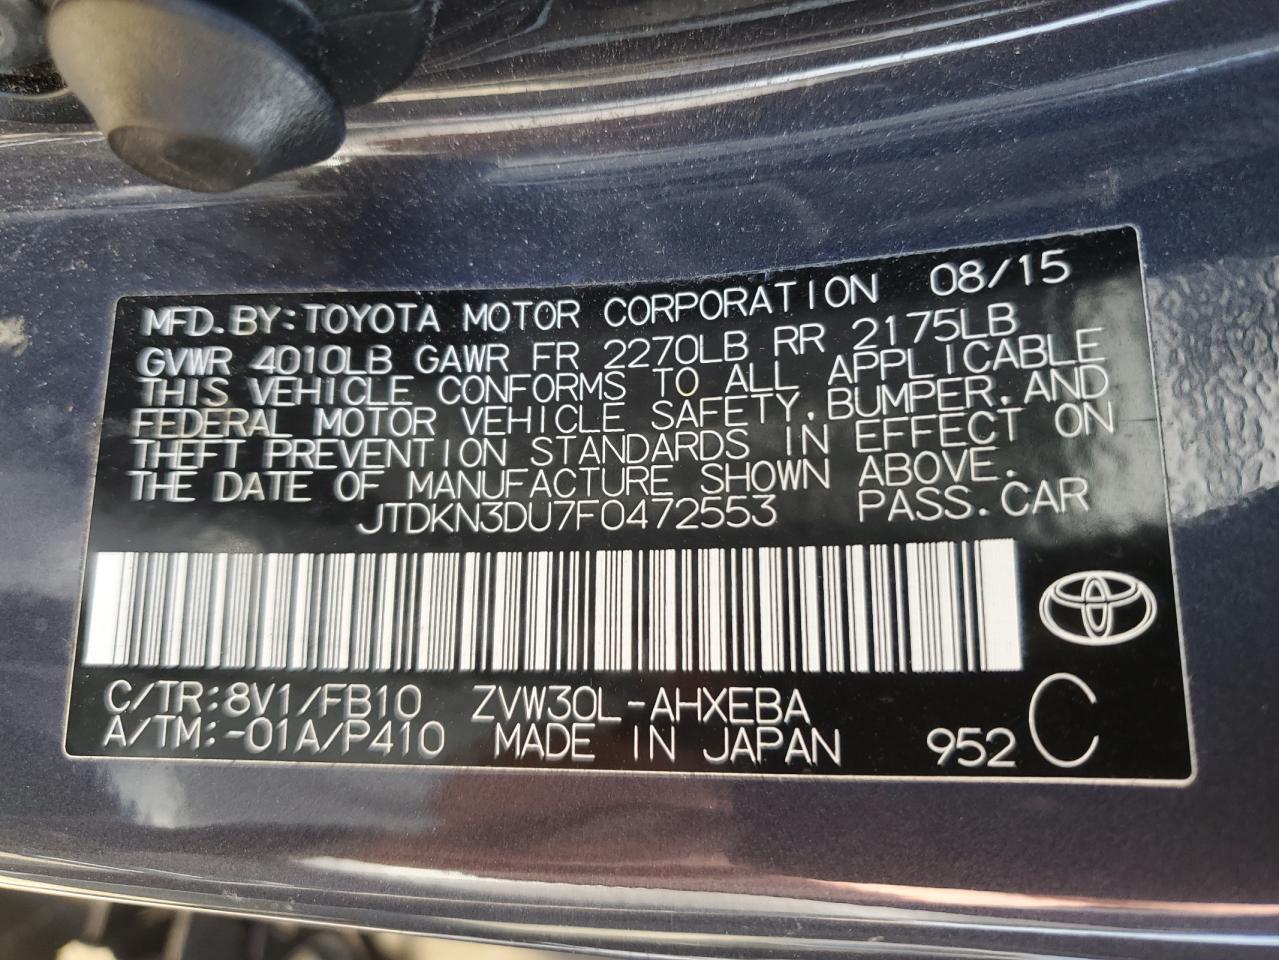 MFD.BY:TOYOTA MOTOR CORPORATION 08/15
GVWR 4010LB GAWR FR 2270LB RR 2175LB
THIS VEHICLE CONFORMS TO ALL APPLICABLE
FEDERAL MOTOR VEHICLE SAFETY,BUMPER,AND
THEFT PREVENTION STANDARDS IN EFFECT ON
THE DATE OF MANUFACTURE SHOWN ABOVE.
JTDKN3DU7F0472553 PASS.CAR
C/TR:8V1/FB10 ZVW30L-AHXEBA
A/TM:-01A/P410 MADE IN JAPAN 952 C